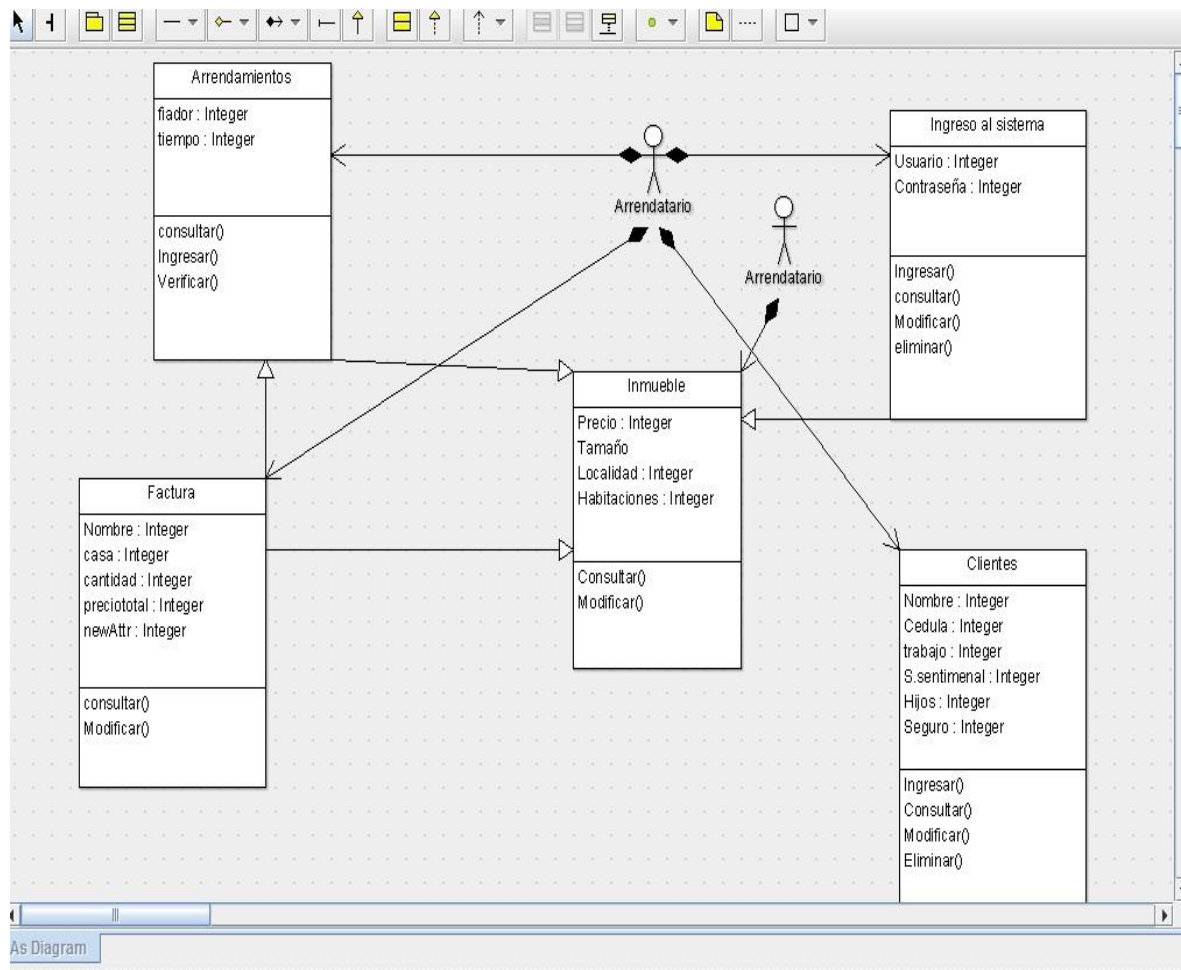 Arrendamientos
fiador : Integer
tiempo : Integer
consultar()
Ingresar()
Verificar()
Arrendatario
Arrendatario
Ingreso al sistema
Usuario : Integer
Contraseña : Integer
Ingresar()
consultar()
Modificar()
eliminar()
Inmueble
Precio : Integer
Tamaño
Localidad : Integer
Habitaciones : Integer
Consultar()
Modificar()
Factura
Nombre : Integer
casa : Integer
cantidad : Integer
preciototal : Integer
newAttr : Integer
consultar()
Modificar()
Clientes
Nombre : Integer
Cedula : Integer
trabajo : Integer
S.sentimenal : Integer
Hijos : Integer
Seguro : Integer
Ingresar()
Consultar()
Modificar()
Eliminar()
As Diagram